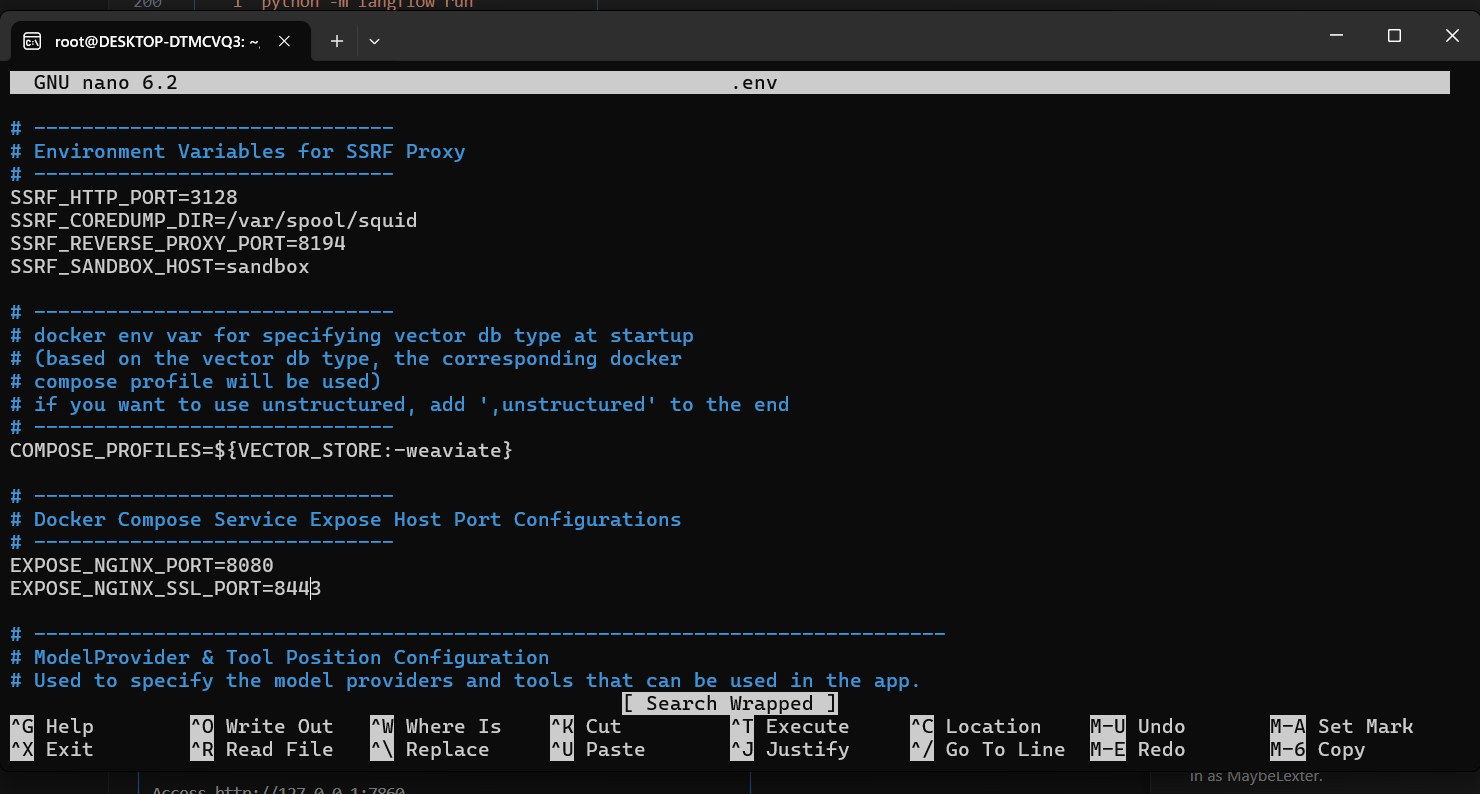 200 1 python -m langflow run
root@DESKTOP-DTMCVQ3: ~,
GNU nano 6.2 .env
# ------------------------------
# Environment Variables for SSRF Proxy
# ------------------------------
SSRF_HTTP_PORT=3128
SSRF_COREDUMP_DIR=/var/spool/squid
SSRF_REVERSE_PROXY_PORT=8194
SSRF_SANDBOX_HOST=sandbox
# ------------------------------
# docker env var for specifying vector db type at startup
# (based on the vector db type, the corresponding docker
# compose profile will be used)
# if you want to use unstructured, add ',unstructured' to the end
# ------------------------------
COMPOSE_PROFILES=${VECTOR_STORE:-weaviate}
# ------------------------------
# Docker Compose Service Expose Host Port Configurations
# ------------------------------
EXPOSE_NGINX_PORT=8080
EXPOSE_NGINX_SSL_PORT=8443
# ----------------------------------------------------------------------------
# ModelProvider & Tool Position Configuration
# Used to specify the model providers and tools that can be used in the app.
[ Search Wrapped ]
^G Help ^O Write Out ^W Where Is ^K Cut ^T Execute ^C Location M-U Undo M-A Set Mark
^X Exit ^R Read File ^\ Replace ^U Paste ^J Justify ^/ Go To Line M-E Redo M-6 Copy
in as MaybeLexter.
Access http://127.0.0.1:7860